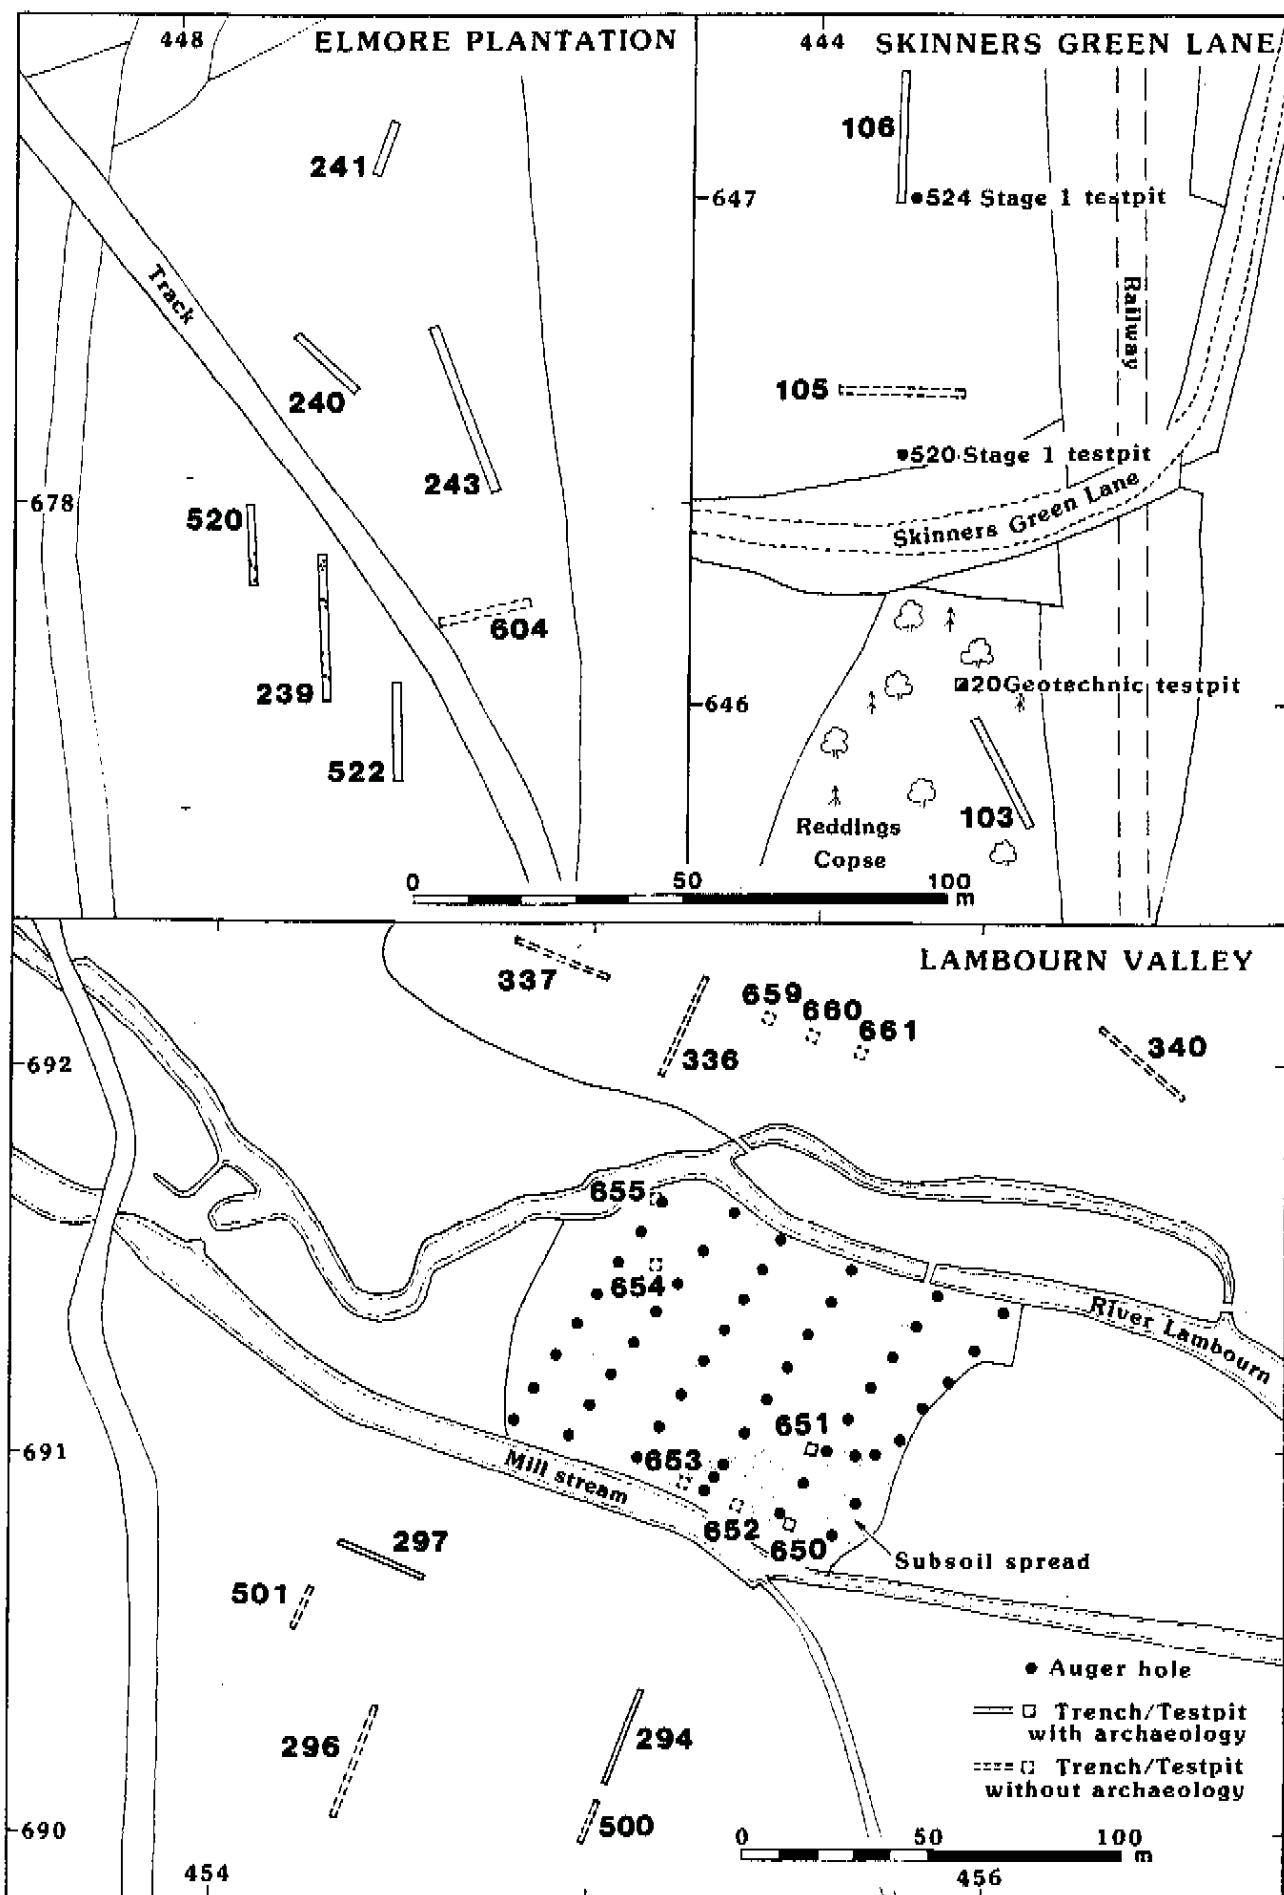 448
ELMORE PLANTATION
241
Track
240
243
678
520
604
239
522
0 50 100
m
444
SKINNERS GREEN LANE
106
647
524 Stage 1 testpit
Railway
105
520 Stage 1 testpit
Skinners Green Lane
20 Geotechnic testpit
646
103
Reddings
Copse
LAMBOURN VALLEY
337
659
660
661
336
340
692
655
654
River Lambourn
651
691
653
Mill stream
652
650
Subsoil spread
297
501
296
294
500
690
454
456
Auger hole
Trench/Testpit
with archaeology
Trench/Testpit
without archaeology
0 50 100
m